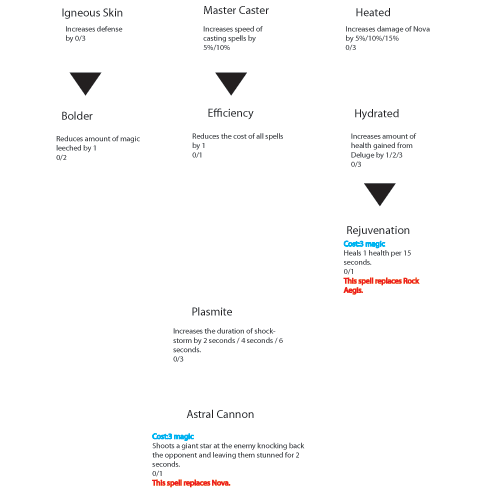 Igneous Skin
Increases defense
by 0/3
Master Caster
Increases speed of
casting spells by
5%/10%
Heated
Increases damage of Nova
by 5%/10%/15%
0/3
Bolder
Reduces amount of magic
leeched by 1
0/2
Efficiency
Reduces the cost of all spells
by 1
0/1
Hydrated
Increases amount of
health gained from
Deluge by 1/2/3
0/3
Rejuvenation
Cost:3 magic
Heals 1 health per 15
seconds.
0/1
This spell replaces Rock
Aegis.
Plasmite
Increases the duration of shock-
storm by 2 seconds / 4 seconds / 6
seconds.
0/3
Astral Cannon
Cost:3 magic
Shoots a giant star at the enemy knocking back
the opponent and leaving them stunned for 2
seconds.
0/1
This spell replaces Nova.